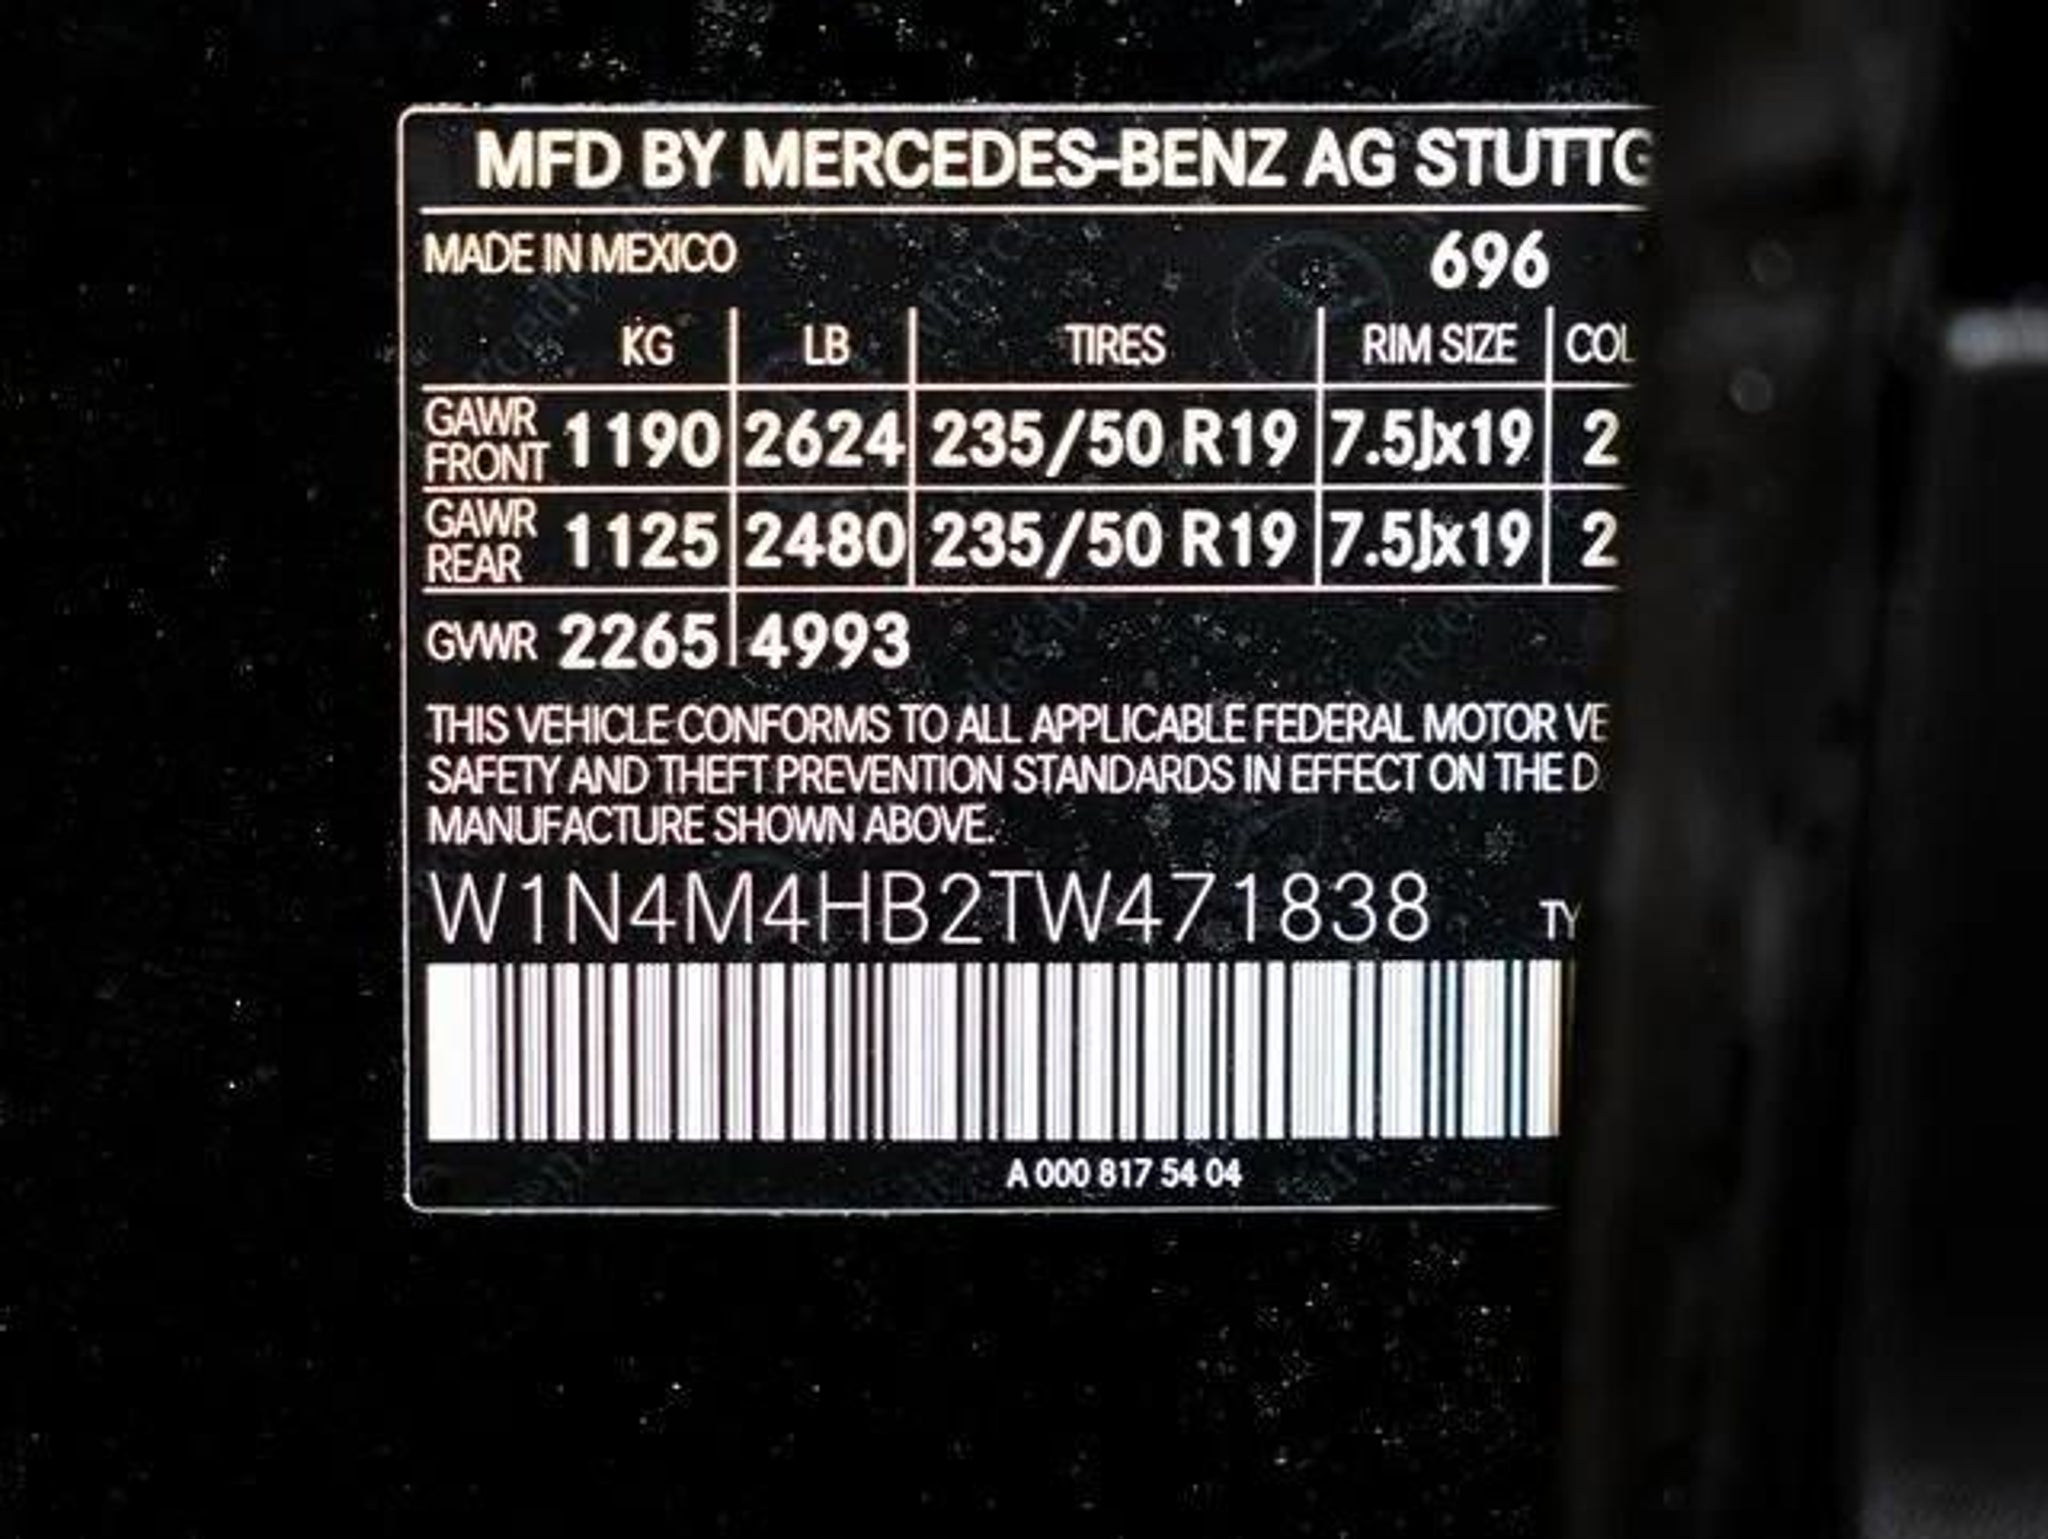 MFD BY MERCEDES-BENZ AG STUTTG
MADE IN MEXICO 696
KG LB TIRES RIM SIZE COL
GAWR FRONT 1190 2624 235/50 R19 7.5Jx19 2
GAWR REAR 1125 2480 235/50 R19 7.5Jx19 2
GVWR 2265 4993
THIS VEHICLE CONFORMS TO ALL APPLICABLE FEDERAL MOTOR VE
SAFETY AND THEFT PREVENTION STANDARDS IN EFFECT ON THE D
MANUFACTURE SHOWN ABOVE.
W1N4M4HB2TW471838 TY
A 000 817 54 04